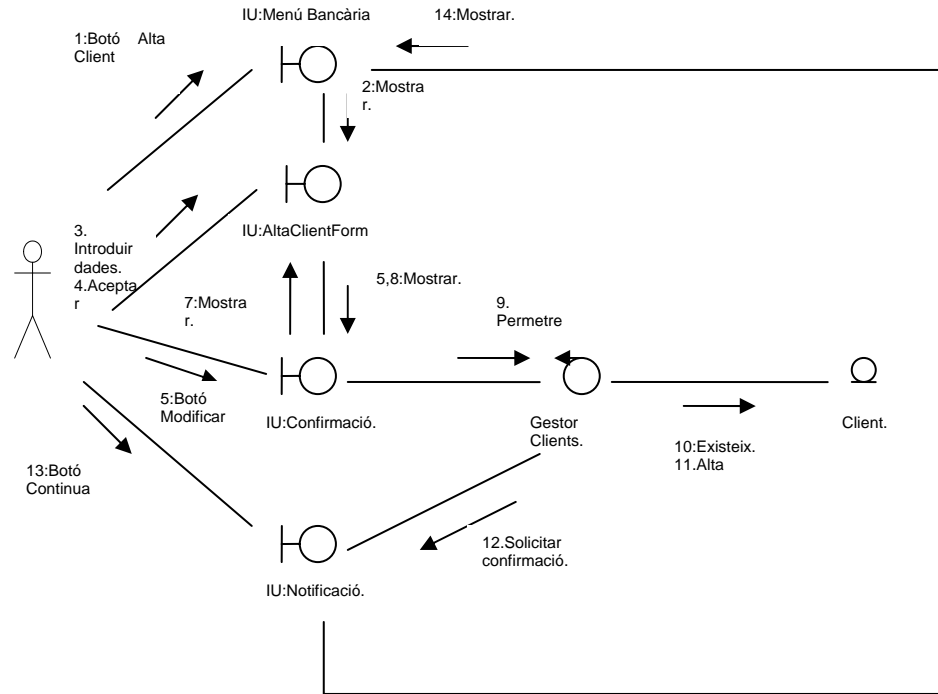 IU:Menú Bancària
14:Mostrar.
1:Botó Alta
Client
2:Mostra
r.
IU:AltaClientForm
3.
Introduir
dades.
4.Acepta
r
7:Mostra
r.
5,8:Mostrar.
9.
Permetre
5:Botó
Modificar
IU:Confirmació.
Gestor
Clients.
Client.
10:Existeix.
11.Alta
13:Botó
Continua
12.Solicitar
confirmació.
IU:Notificació.